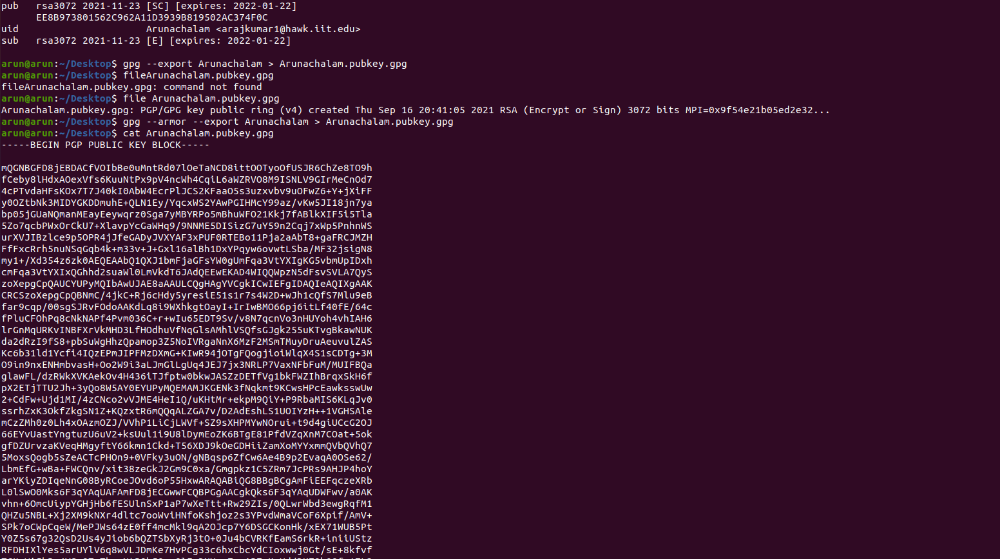 pub   rsa3072 2021-11-23 [SC] [expires: 2022-01-22]
      EE8B973801562C962A11D3939B819502AC374F0C
uid                      Arunachalam <arajkumar1@hawk.iit.edu>
sub   rsa3072 2021-11-23 [E] [expires: 2022-01-22]

arun@arun:~/Desktop$ gpg --export Arunachalam > Arunachalam.pubkey.gpg
arun@arun:~/Desktop$ fileArunachalam.pubkey.gpg
fileArunachalam.pubkey.gpg: command not found
arun@arun:~/Desktop$ file Arunachalam.pubkey.gpg
Arunachalam.pubkey.gpg: PGP/GPG key public ring (v4) created Thu Sep 16 20:41:05 2021 RSA (Encrypt or Sign) 3072 bits MPI=0x9f54e21b05ed2e32...
arun@arun:~/Desktop$ gpg --armor --export Arunachalam > Arunachalam.pubkey.gpg
arun@arun:~/Desktop$ cat Arunachalam.pubkey.gpg
-----BEGIN PGP PUBLIC KEY BLOCK-----

mQGNBGFD8jEBDACfVOIbBe0uMntRd07lOeTaNCD8ittOOTyoOfUSJR6ChZe8TO9h
fCeby8lHdxAOexVfs6KuuNtPx9pV4ncWh4CqiL6aWZRVO8M9ISNLV9GIrMeCnOd7
4cPTvdaHFsKOx7T7J40kI0AbW4EcrPlJCS2KFaaO5s3uzxvbv9uOFwZ6+Y+jXiFF
y0OZtbNk3MIDYGKDDmuhE+QLN1Ey/YqcxWS2YAwPGIHMcY99az/vKw5JI18jn7ya
bp05jGUaNQmanMEayEeywqrz0Sga7yMBYRPo5mBhuWFO21Kkj7fABlkXIF5i5Tla
5Zo7qcbPWxOrCkU7+XlavpYcGaWHq9/9NNME5DISizG7uY59n2Cqj7xWp5PnhnWS
urXVJIBzlce9p5OPR4jJfeGADyJVXYAF3xPUF0RTEBo11Pja2aAbT8+gaFRCJMZH
FfFxcRrh5nuNSqGqb4k+m33v+J+Gxl16alBh1DxYPqyw6ovwtLSba/MF32jsigN8
my1+/Xd354z6zk0AEQEAAbQ1QXJ1bmFjaGFsYW0gUmFqa3VtYXIgKG5vbmUpIDxh
cmFqa3VtYXIxQGhhd2suaWl0LmVkdT6JAdQEEwEKAD4WIQQWpzN5dFsvSVLA7QyS
zoXepgCpQAUCYUPyMQIbAwUJAE8aAAULCQgHAgYVCgkICwIEFgIDAQIeAQIXgAAK
CRCSzoXepgCpQBNmC/4jkC+Rj6cHdy5yresiE51s1r7s4W2D+wJh1cQfS7Mlu9eB
far9cqp/00sgSJRvFOdoAAKdLq8i9WXhkgtOayI+IrIwBMO66pj6itLf40fE/64c
fPluCFOhPq8cNkNAPf4Pvm036C+r+wIu65EDT9Sv/v8N7qcnVo3nHUYoh4vhIAH6
lrGnMqURKvINBFXrVkMHD3LfHOdhuVfNqGlsAMhlVSQfsGJgk255uKTvgBkawNUK
da2dRzI9fS8+pbSuWgHhzQpamop3Z5NoIVRgaNnX6MzF2MSmTMuyDruAeuvulZAS
Kc6b31ld1Ycfi4IQzEPmJIPFMzDXmG+KIwR94jOTgFQogjioiWlqX4S1sCDTg+3M
O9in9nxENHmbvasH+Oo2W9i3aLJmGlLgUq4JEJ7jx3NRLP7VaxNFbFuM/MUIFBQa
glawFL/dzRWkXVKAekOv4H436iTJfptw0bkwJASZzDETfVg1bkFWZIhBrqxSkH6f
pX2ETjTTU2Jh+3yQo8W5AY0EYUPyMQEMAMJKGENk3fNqkmt9KCwsHPcEawksswUw
2+CdFw+Ujd1MI/4zCNco2vVJME4HeI1Q/uKHtMr+ekpM9QiY+P9RbaMIS6KLqJv0
ssrhZxK3OkfZkgSN1Z+KQzxtR6mQQqALZGA7v/D2AdEshLS1UOIYzH++1VGHSAle
mCzZMh0z0Lh4xOAzmOZJ/VVhP1LiCjLWVf+SZ9sXHPMYwNOrui+t9d4giUCcG2OJ
66EYvUastYngtuzU6uV2+ksUul1i9U8lDymEoZK6BTgE81PfdVZqXnM7COat+5ok
gfDZUrvzaKVeqHMgyftY66kmn1Ckd+T56XDJ9kOeGDHiiZamXoMYYxmmQVbQVhQ7
5MoxsQogb5sZeACTcPHOn9+0VFky3uON/gNBqsp6ZfCw6Ae4B9p2EvaqA0OSe62/
LbmEfG+wBa+FWCQnv/xit38zeGkJ2Gm9C0xa/Gmgpkz1C5ZRm7JcPRs9AHJP4hoY
arYKiyZDIqeNnG08ByRCoeJOvd6oP55HxwARAQABiQG8BBgBCgAmFiEEFqczeXRb
L0lSwO0Mks6F3qYAqUAFAmFD8jECGwwFCQBPGgAACgkQks6F3qYAqUDWFwv/a0AK
vhn+6OmcUiypYGHjHb6fESUlnSxP1aP7wXeTtt+Rw29ZIs/0QLwrWbd3ewgRqfM1
QHZu5NBL+Xj2XM9kNXr4dltc7ooWviHNfoKshjoz2s3YPvdWmaVCoF6Xpif/AmV+
SPk7oCWpCqeW/MePJWs64zE0ff4mcMkl9qA2OJcp7Y6DSGCKonHk/xEX71WUB5Pt
Y0Z5s67g32QsD2Us4yJiob6bQZTSbXyRj3tO+0Ju4bCVRKfEamS6rkR+iniiUStz
RFDHIXlYes5arUYlV6q8wVLJDmKe7HvPCg33c6hxCbcYdCIoxwwj0Gt/sE+8kfvf